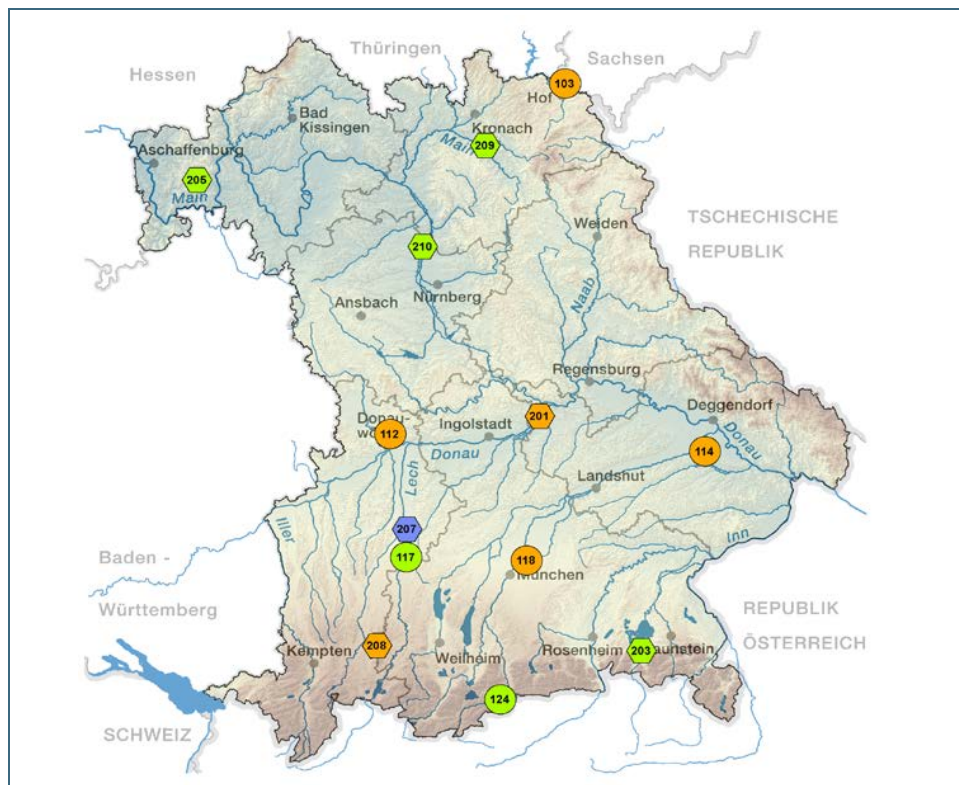 Thüringen
Sachsen
Hessen
103
Hof
Bad
Kissingen
Kronach
Main
209
Aschaffenburg
205
Main
TSCHECHISCHE
REPUBLIK
Weiden
210
Nürnberg
Naab
Ansbach
Regensburg
Deggendorf
201
Donau-
112
Ingolstadt
Donau
Donau
114
Lech
Landshut
Iller
207
Inn
117
118
München
Baden -
Württemberg
REPUBLIK
ÖSTERREICH
208
Kempten
Weilheim
Rosenheim
203
aunstein
124
SCHWEIZ